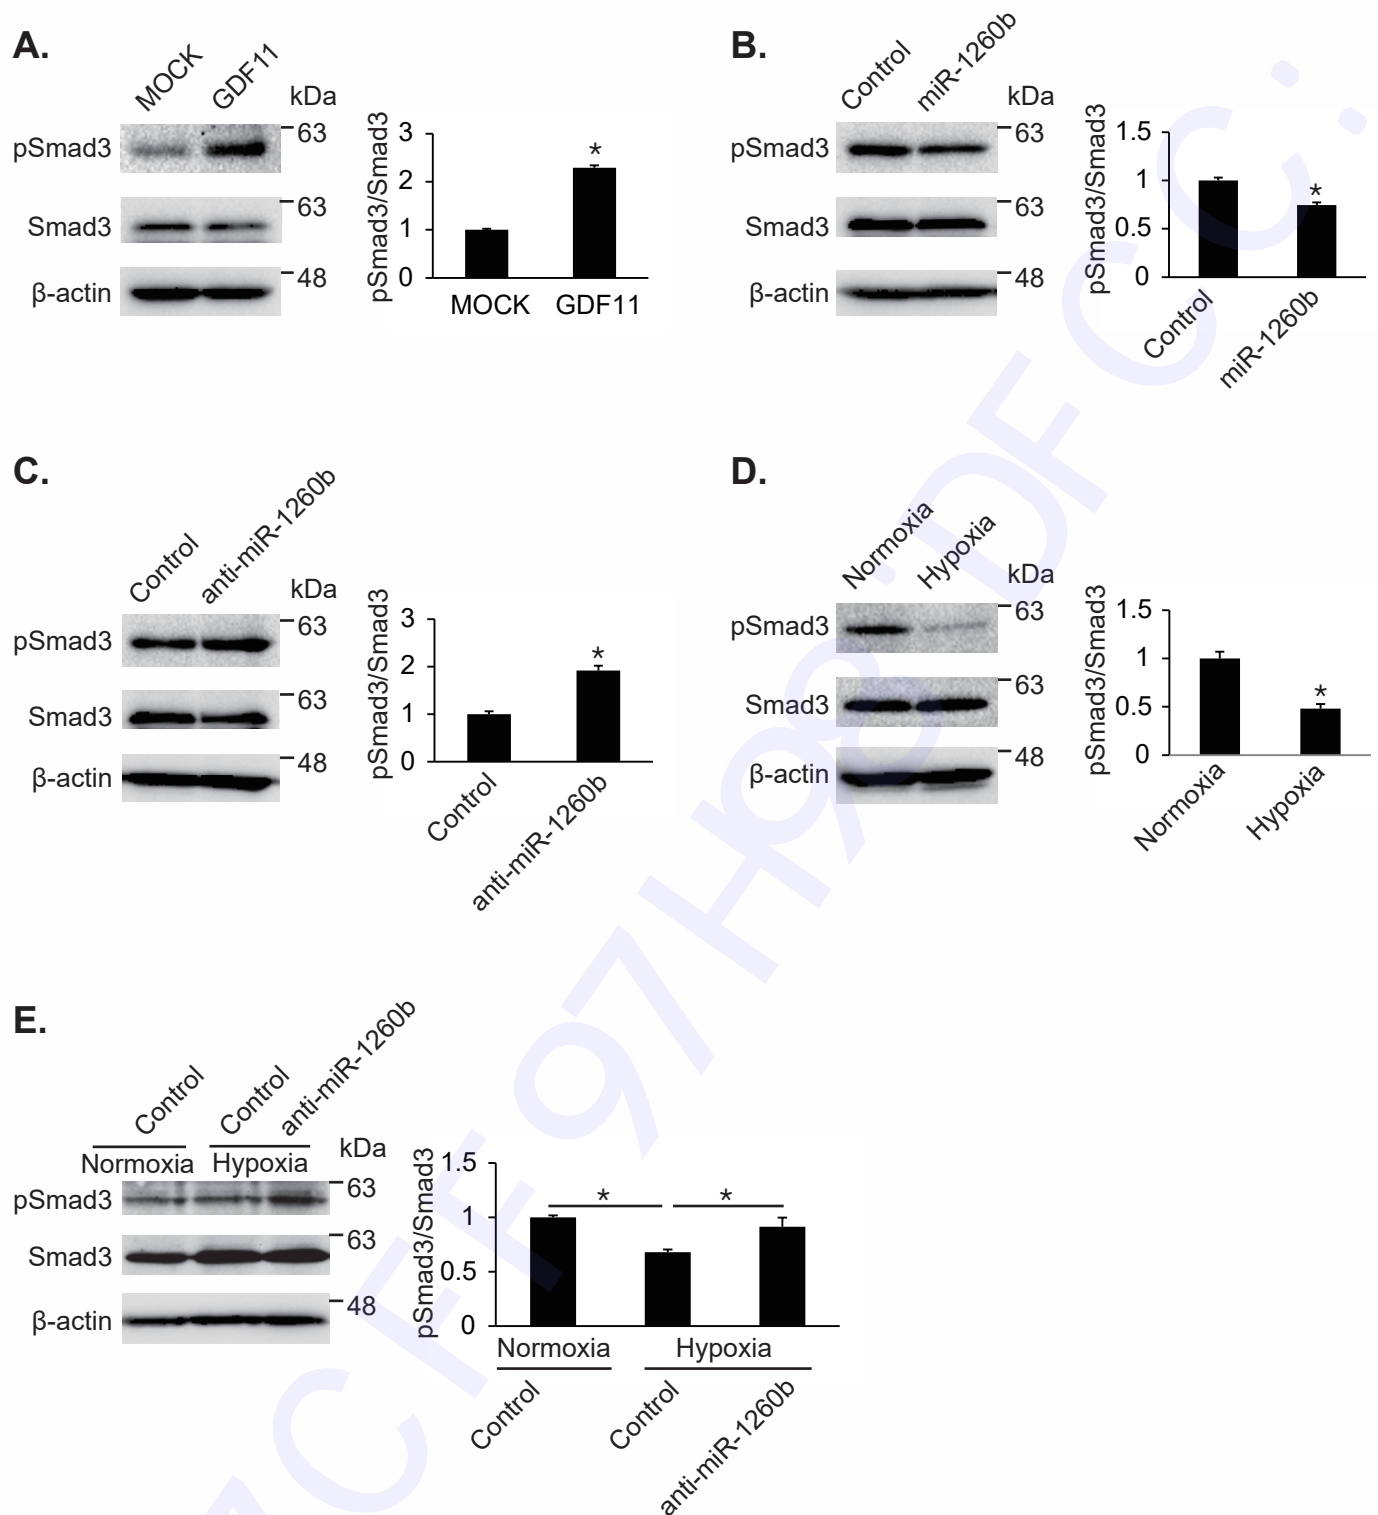 A.
MOCK
GDF11
kDa
pSmad3
63
Smad3
63
β-actin
48
pSmad3/Smad3
3
2
1
0
*
MOCK GDF11
B.
Control
miR-1260b
kDa
pSmad3
63
Smad3
63
β-actin
48
pSmad3/Smad3
1.5
1
0.5
0
*
Control
miR-1260b
C.
Control
anti-miR-1260b
kDa
pSmad3
63
Smad3
63
β-actin
48
pSmad3/Smad3
3
2
1
0
*
Control
anti-miR-1260b
D.
Normoxia
Hypoxia
kDa
pSmad3
63
Smad3
63
β-actin
48
pSmad3/Smad3
1.5
1
0.5
0
*
Normoxia
Hypoxia
E.
Control
Control
anti-miR-1260b
Normoxia Hypoxia
kDa
pSmad3
63
Smad3
63
β-actin
48
pSmad3/Smad3
1.5
1
0.5
0
* *
Normoxia Hypoxia
Control
Control
anti-miR-1260b